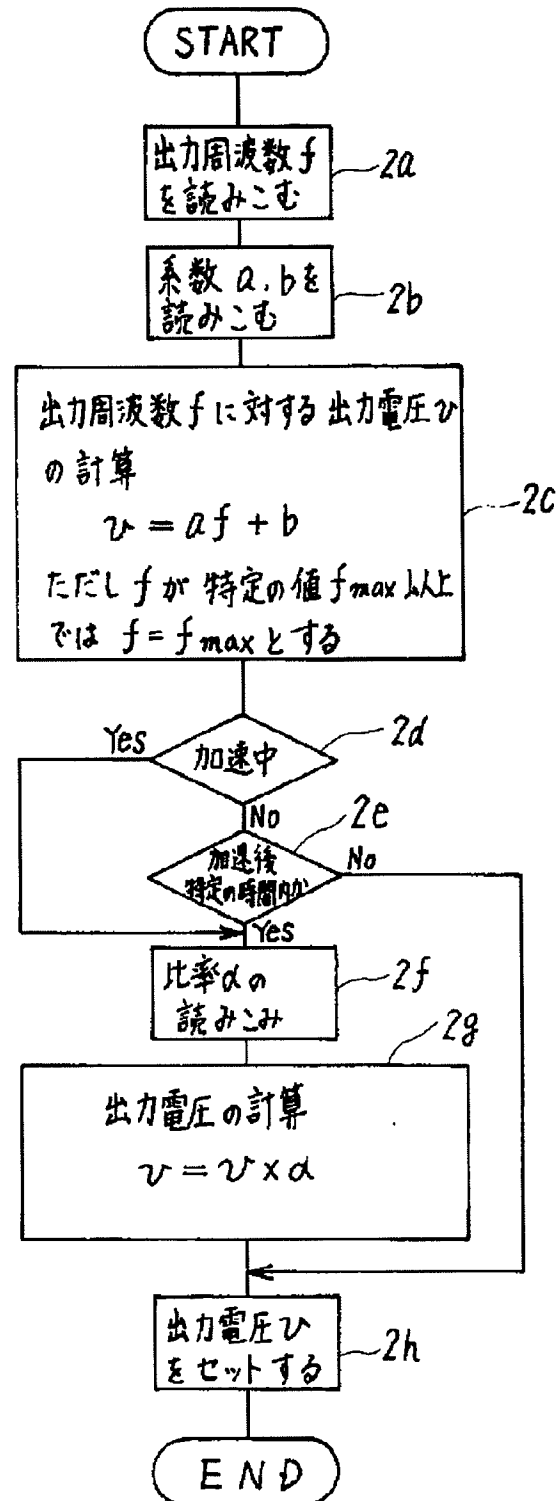 START
出力周波数f
を読みこむ
2a
系数 a, bを
読みこむ
2b
出力周波数fに対する出力電圧v
の計算
v = af + b
ただしfが特定の値fmax以上
では f = fmaxとする
2c
加速中
2d
Yes
No
加速後
特定の時間内か
2e
No
Yes
比率αの
読みこみ
2f
出力電圧の計算
v = v × α
2g
出力電圧v
をセットする
2h
END